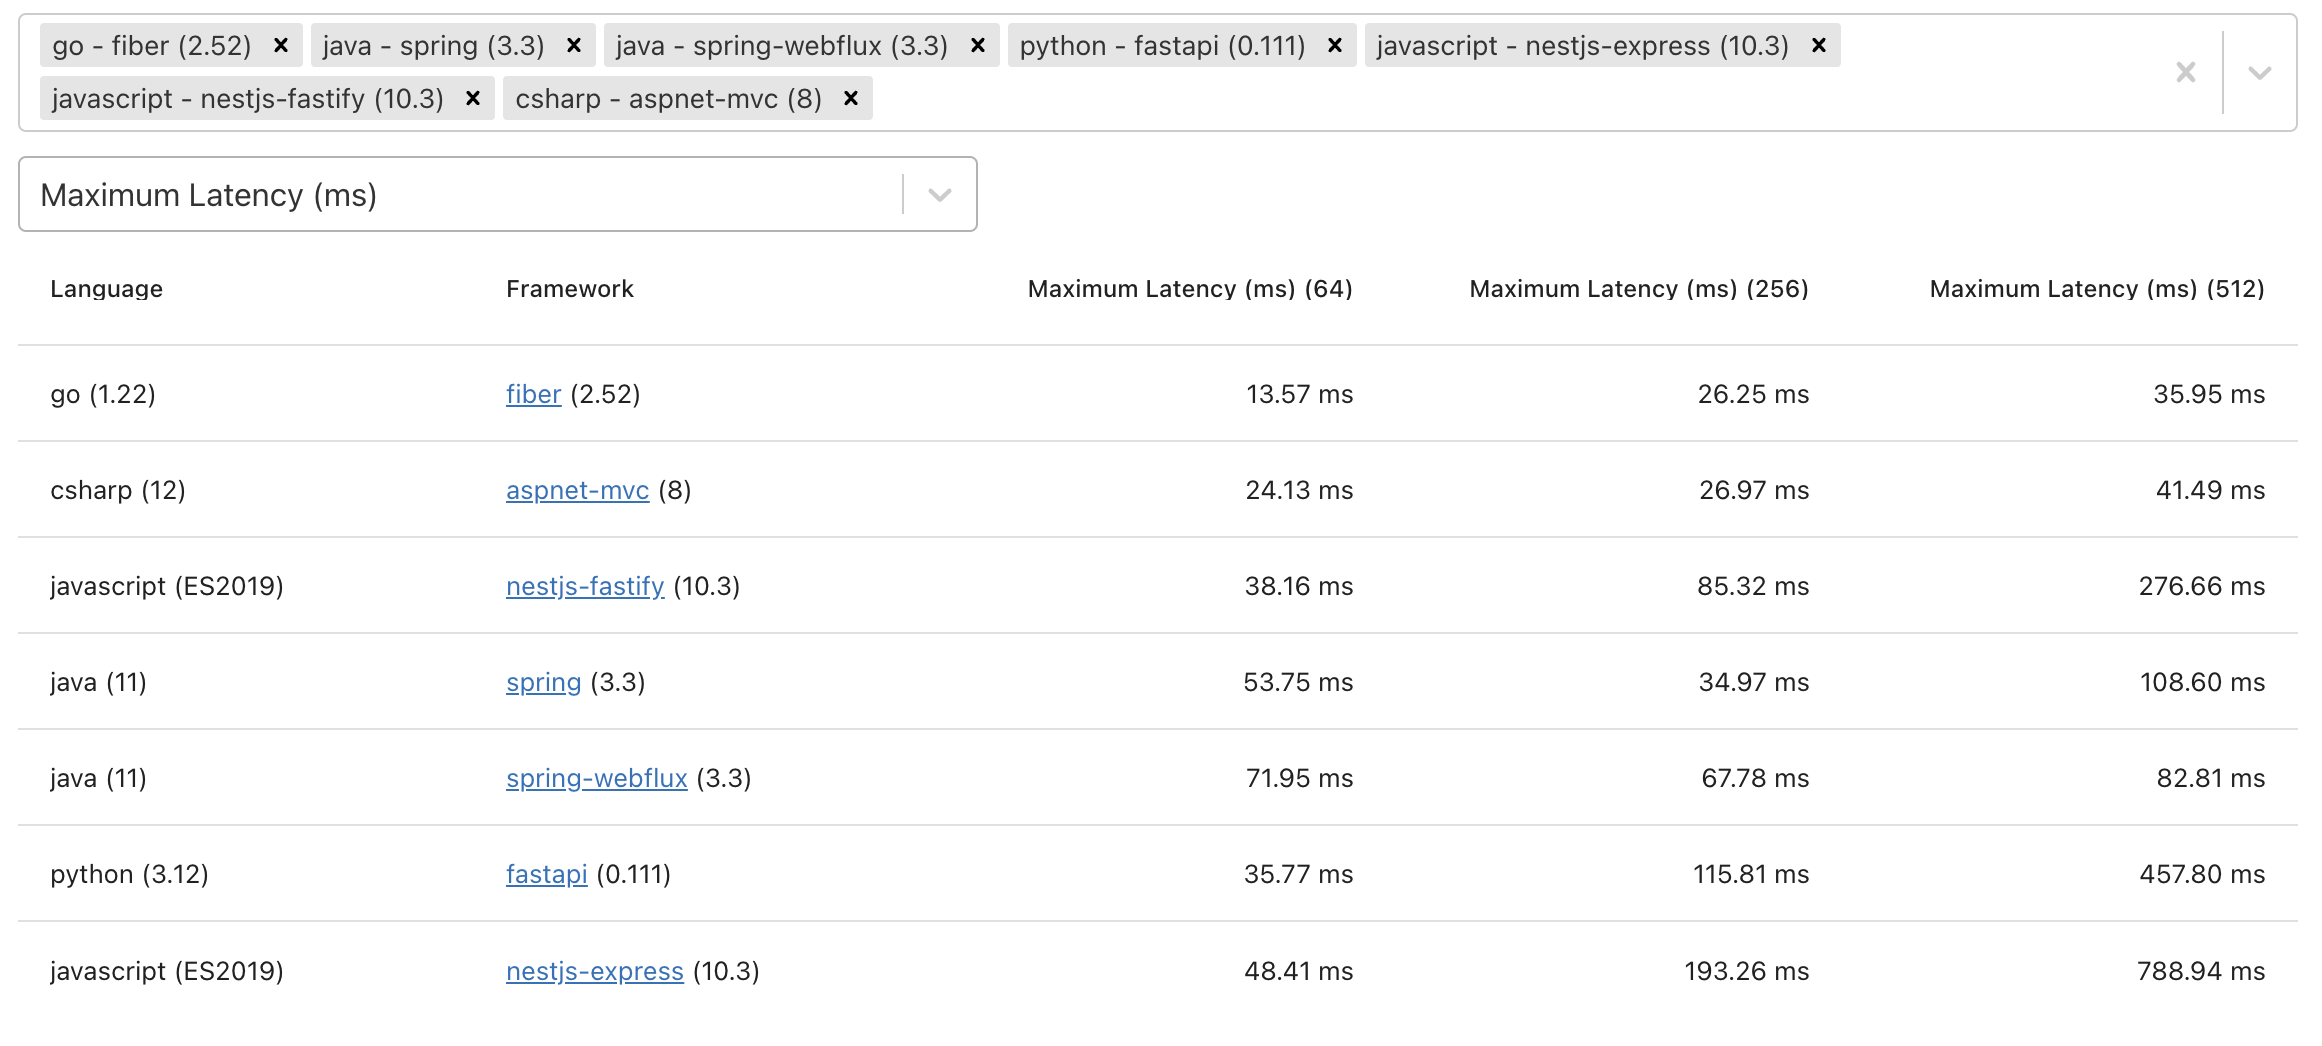 go - fiber (2.52) × java - spring (3.3) × java - spring-webflux (3.3) × python - fastapi (0.111) × javascript - nestjs-express (10.3) ×
javascript - nestjs-fastify (10.3) × csharp - aspnet-mvc (8) ×
Maximum Latency (ms)
Language Framework Maximum Latency (ms) (64) Maximum Latency (ms) (256) Maximum Latency (ms) (512)
go (1.22) fiber (2.52) 13.57 ms 26.25 ms 35.95 ms
csharp (12) aspnet-mvc (8) 24.13 ms 26.97 ms 41.49 ms
javascript (ES2019) nestjs-fastify (10.3) 38.16 ms 85.32 ms 276.66 ms
java (11) spring (3.3) 53.75 ms 34.97 ms 108.60 ms
java (11) spring-webflux (3.3) 71.95 ms 67.78 ms 82.81 ms
python (3.12) fastapi (0.111) 35.77 ms 115.81 ms 457.80 ms
javascript (ES2019) nestjs-express (10.3) 48.41 ms 193.26 ms 788.94 ms